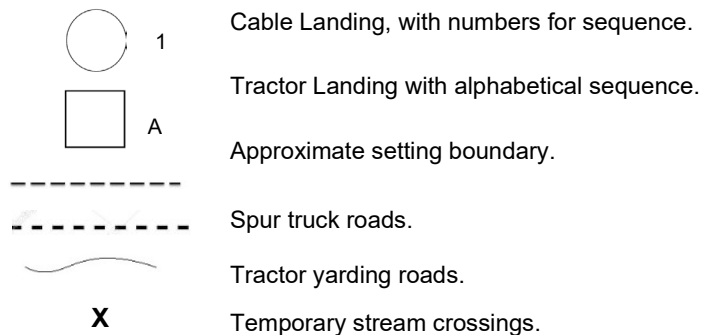 1 Cable Landing, with numbers for sequence.
A Tractor Landing with alphabetical sequence.
Approximate setting boundary.
Spur truck roads.
Tractor yarding roads.
X Temporary stream crossings.